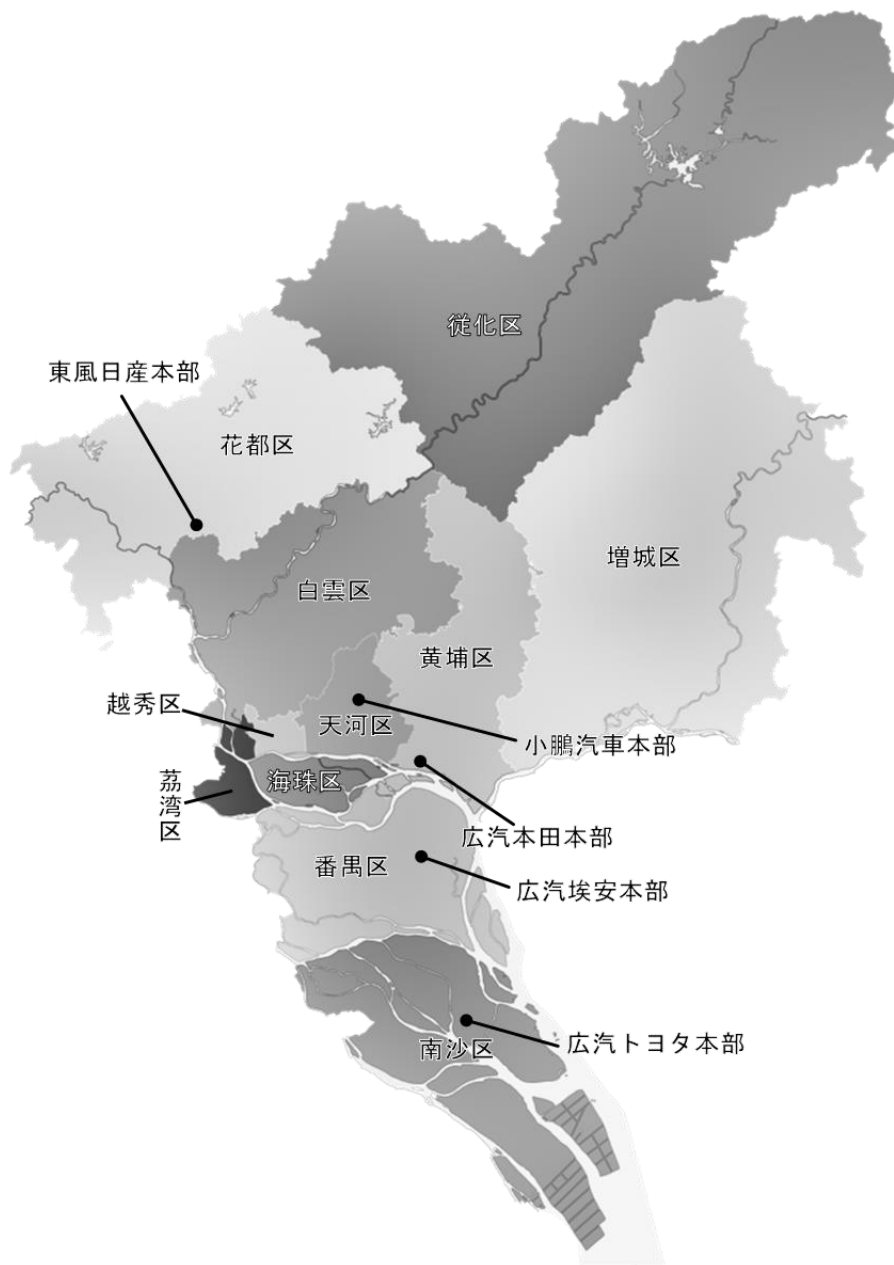 従化区
東風日産本部
花都区
増城区
白雲区
黄埔区
越秀区
天河区
小鵬汽車本部
荔湾区
海珠区
広汽本田本部
番禺区
広汽埃安本部
南沙区
広汽トヨタ本部